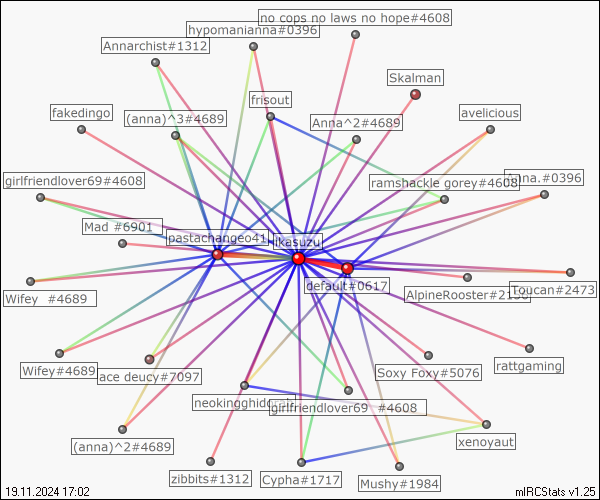 no cops no laws no hope#4608
hypomanianna#0396
Annarchist#1312
Skalman
frisout
fakedingo
(anna)^3#4689
Anna^2#4689
avelicious
girlfriendlover69#4608
ramshackle gorey#4608
Anna.#0396
Mad #6901
pastachangeo41
ikasuzu
default#0617
AlpineRooster#2
Toucan#2473
Wifey #4689
Wifey#4689
ace deucy#7097
Soxy Foxy#5076
rattgaming
neokingghido
girlfriendlover69 #4608
(anna)^2#4689
xenoyaut
zibbits#1312
Cypha#1717
Mushy#1984
19.11.2024 17:02
mIRCStats v1.25